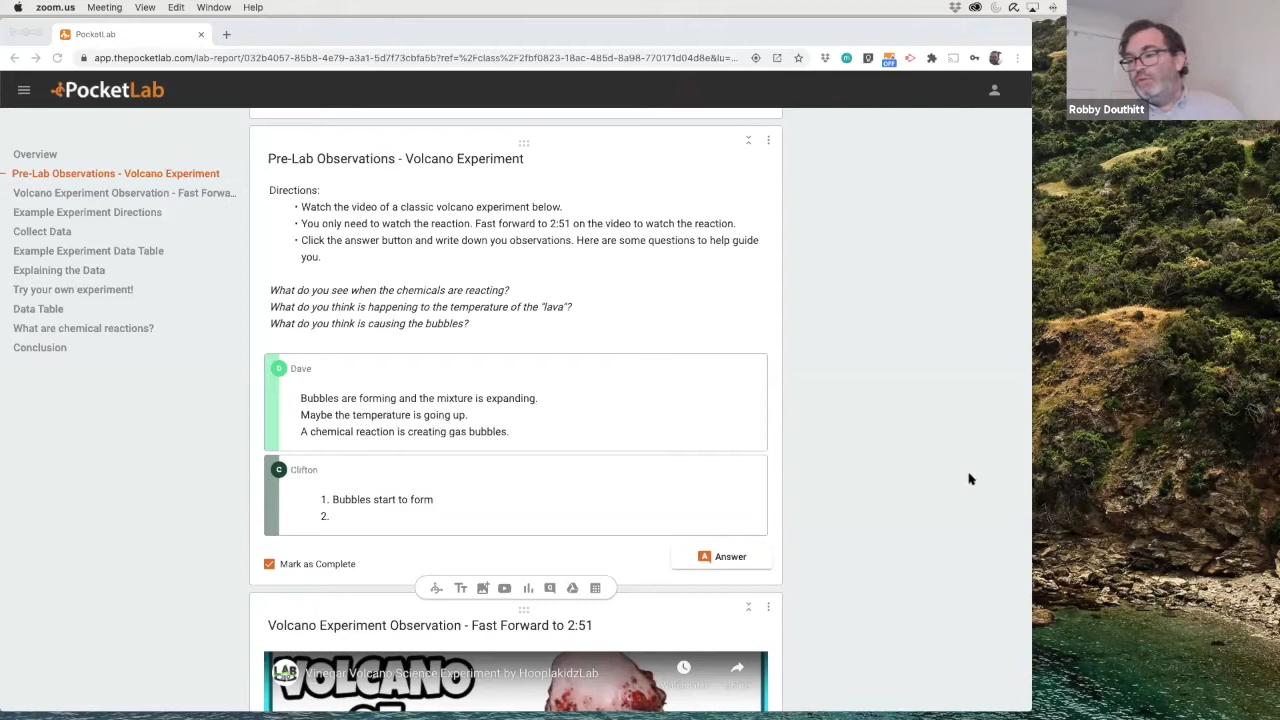 zoom.us Meeting View Edit Window Help
PocketLab
app.thepocketlab.com/lab-report/032b4057-85b8-4e79-a3a1-5d7f73cbfa5b?ref=%2Fclass%2F2fbf0823-18ac-485d-8a98-770171d04d8e&lu=...
OFF
Robby Douthitt
PocketLab
Overview
Pre-Lab Observations - Volcano Experiment
Volcano Experiment Observation - Fast Forwa...
Example Experiment Directions
Collect Data
Example Experiment Data Table
Explaining the Data
Try your own experiment!
Data Table
What are chemical reactions?
Conclusion
Pre-Lab Observations - Volcano Experiment
Directions:
• Watch the video of a classic volcano experiment below.
• You only need to watch the reaction. Fast forward to 2:51 on the video to watch the reaction.
• Click the answer button and write down you observations. Here are some questions to help guide
you.
What do you see when the chemicals are reacting?
What do you think is happening to the temperature of the "lava"?
What do you think is causing the bubbles?
D Dave
Bubbles are forming and the mixture is expanding.
Maybe the temperature is going up.
A chemical reaction is creating gas bubbles.
C Clifton
1. Bubbles start to form
2.
Mark as Complete
A Answer
Tт
Volcano Experiment Observation - Fast Forward to 2:51
LAB
Vinegar Volcano Science Experiment by HooplakidzLab
VOLCANO